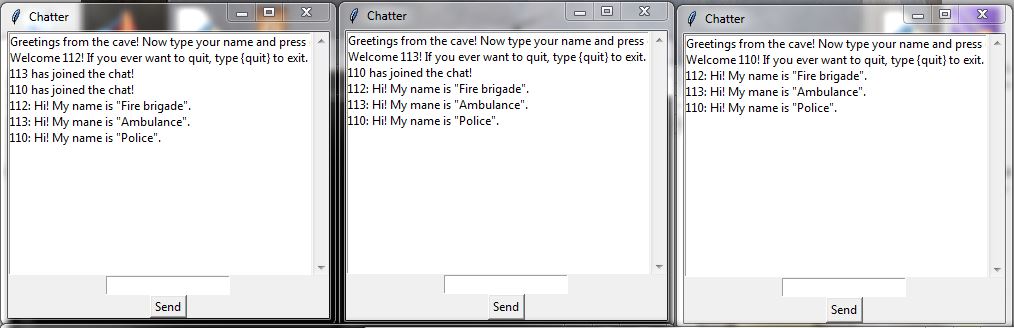 Chatter
Greetings from the cave! Now type your name and press
Welcome 112! If you ever want to quit, type {quit} to exit.
113 has joined the chat!
110 has joined the chat!
112: Hi! My name is "Fire brigade".
113: Hi! My mane is "Ambulance".
110: Hi! My name is "Police".
Send
Chatter
Greetings from the cave! Now type your name and press
Welcome 113! If you ever want to quit, type {quit} to exit.
110 has joined the chat!
112: Hi! My name is "Fire brigade".
113: Hi! My mane is "Ambulance".
110: Hi! My name is "Police".
Send
Chatter
Greetings from the cave! Now type your name and press
Welcome 110! If you ever want to quit, type {quit} to exit.
112: Hi! My name is "Fire brigade".
113: Hi! My mane is "Ambulance".
110: Hi! My name is "Police".
Send